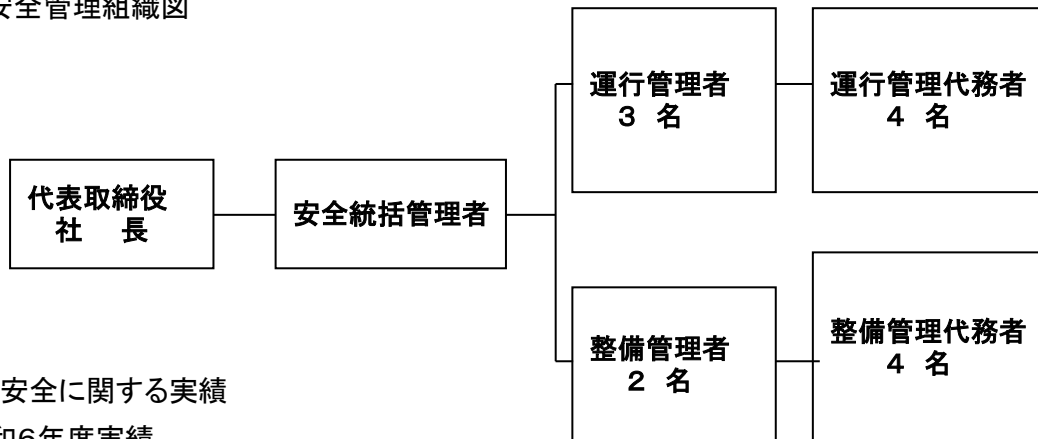 安全管理組織図
運行管理者
3 名
運行管理代務者
4 名
代表取締役
社 長
安全統括管理者
整備管理者
2 名
整備管理代務者
4 名
安全に関する実績
和6年度実績